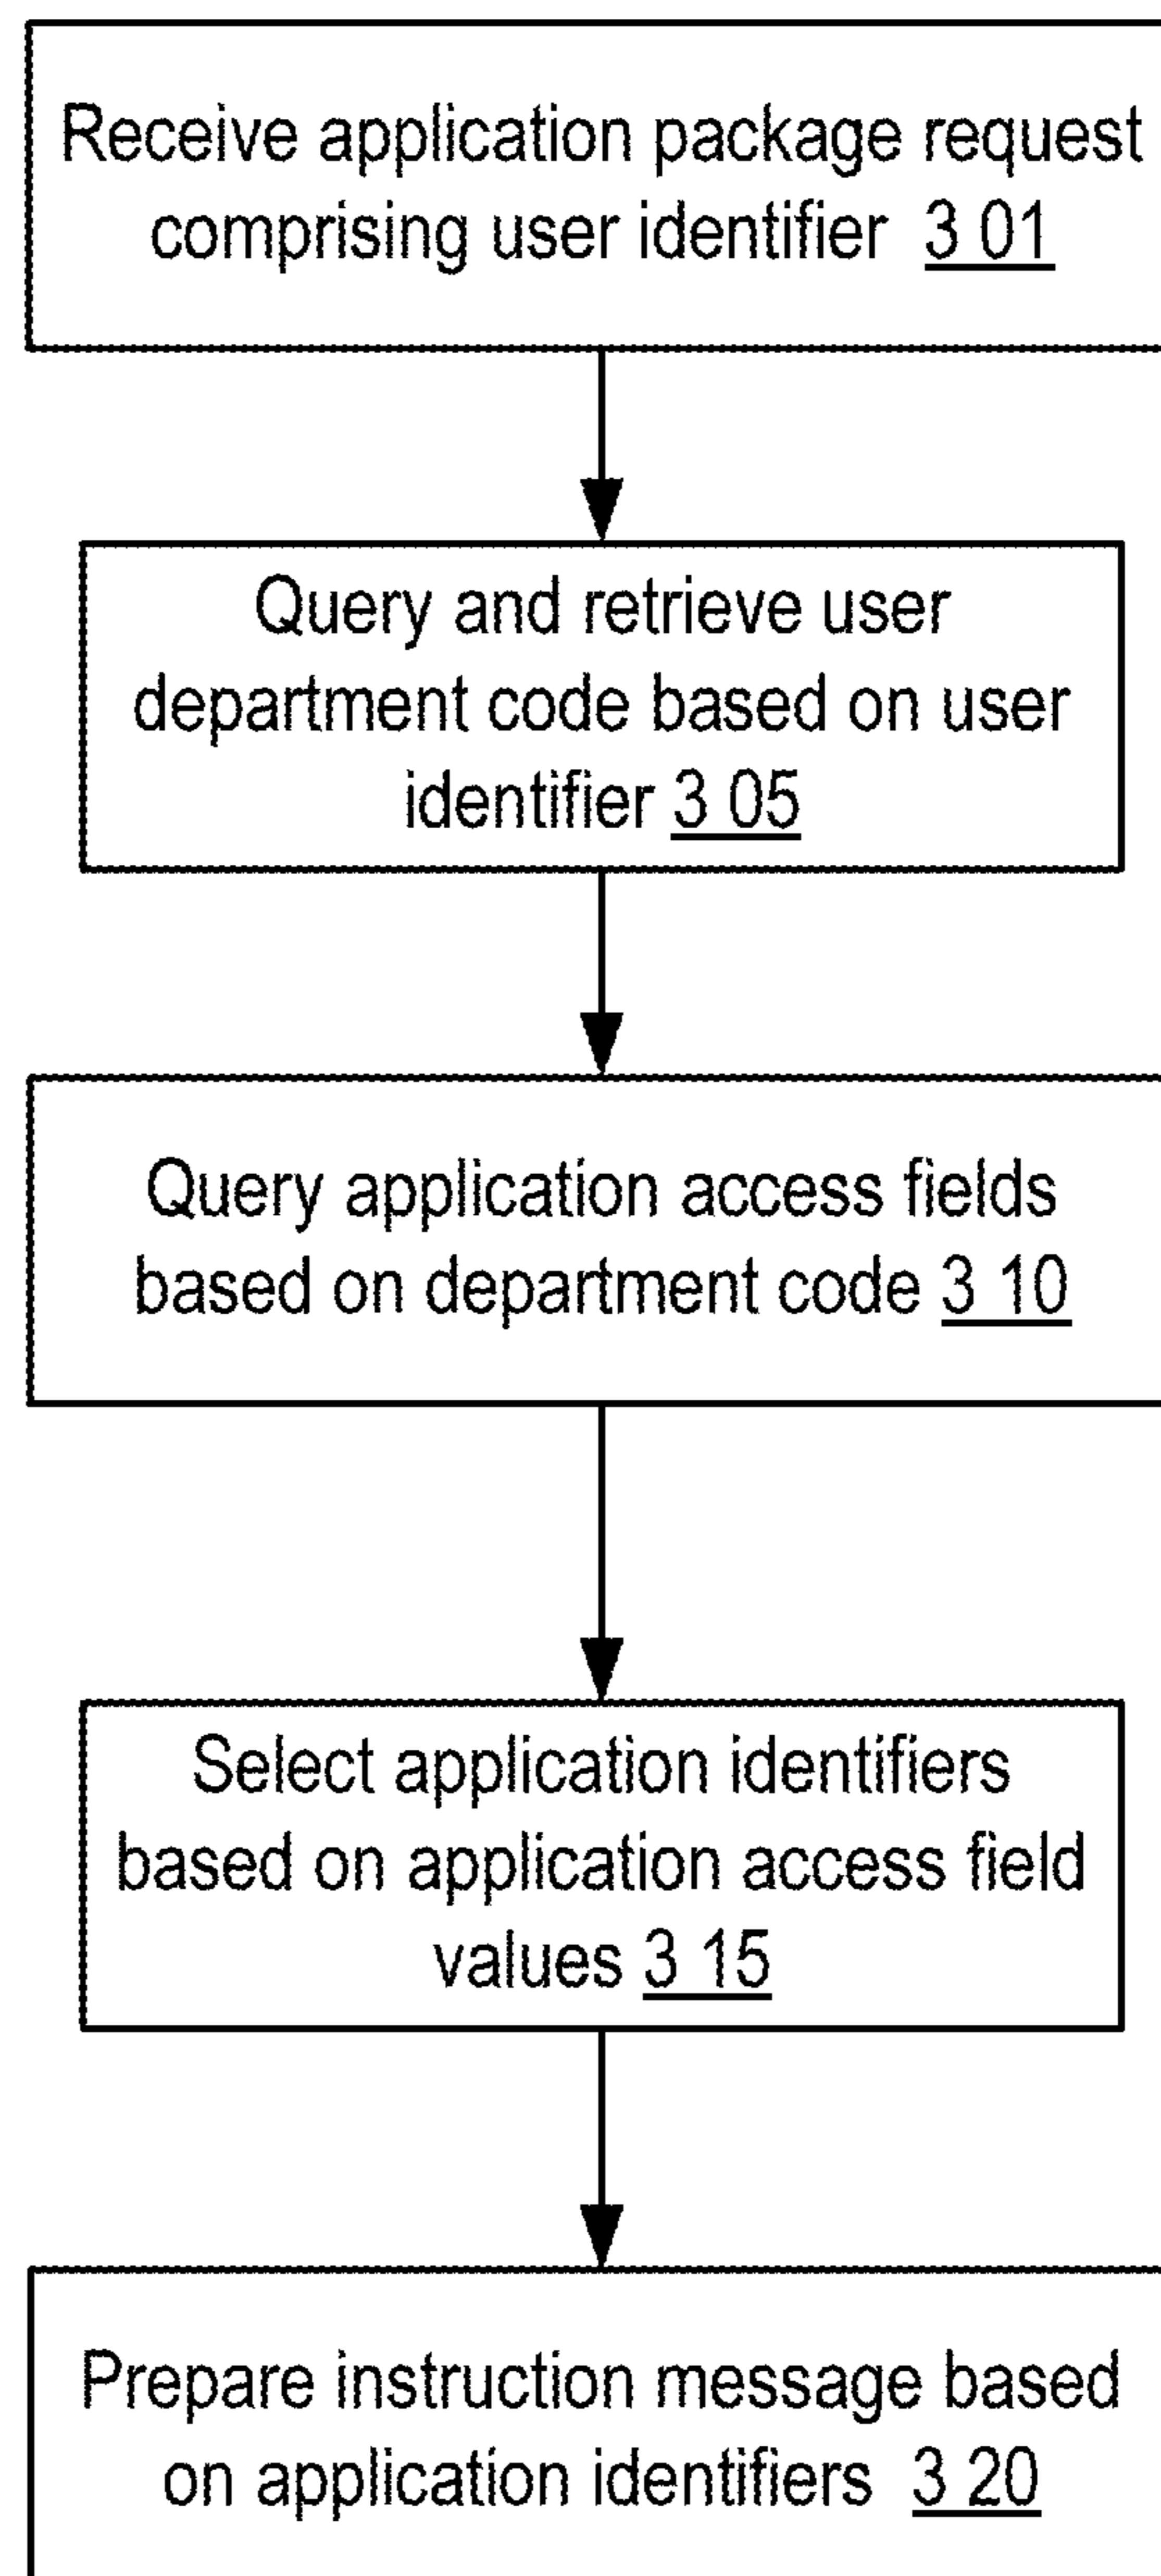 Receive application package request
comprising user identifier 3 01
Query and retrieve user
department code based on user
identifier 3 05
Query application access fields
based on department code 3 10
Select application identifiers
based on application access field
values 3 15
Prepare instruction message based
on application identifiers 3 20